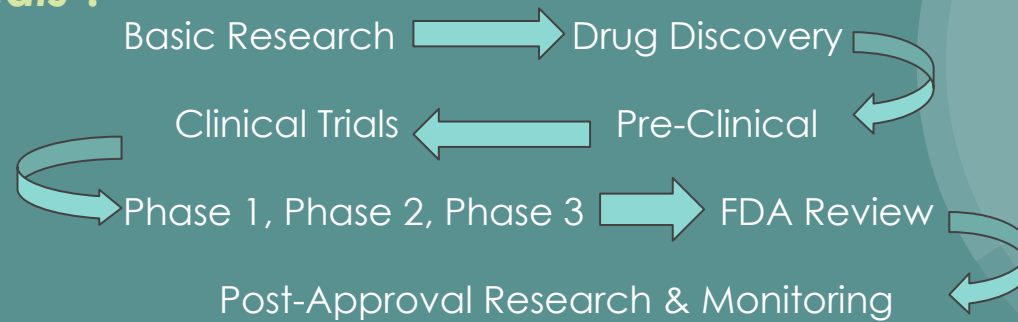 Basic Research Drug Discovery
Clinical Trials Pre-Clinical
Phase 1, Phase 2, Phase 3 FDA Review
Post-Approval Research & Monitoring